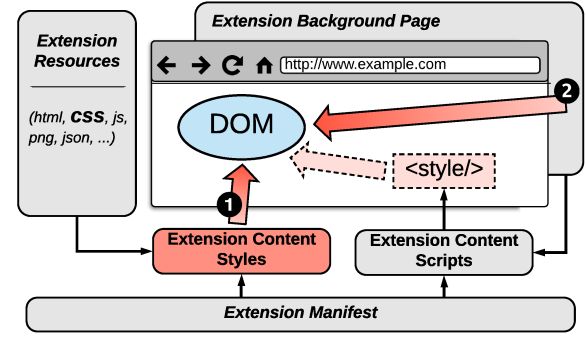 Extension Background Page
Extension
Resources
(html, css, js,
png, json, ...)
http://www.example.com
2
DOM
<style/>
1
Extension Content
Styles
Extension Content
Scripts
Extension Manifest